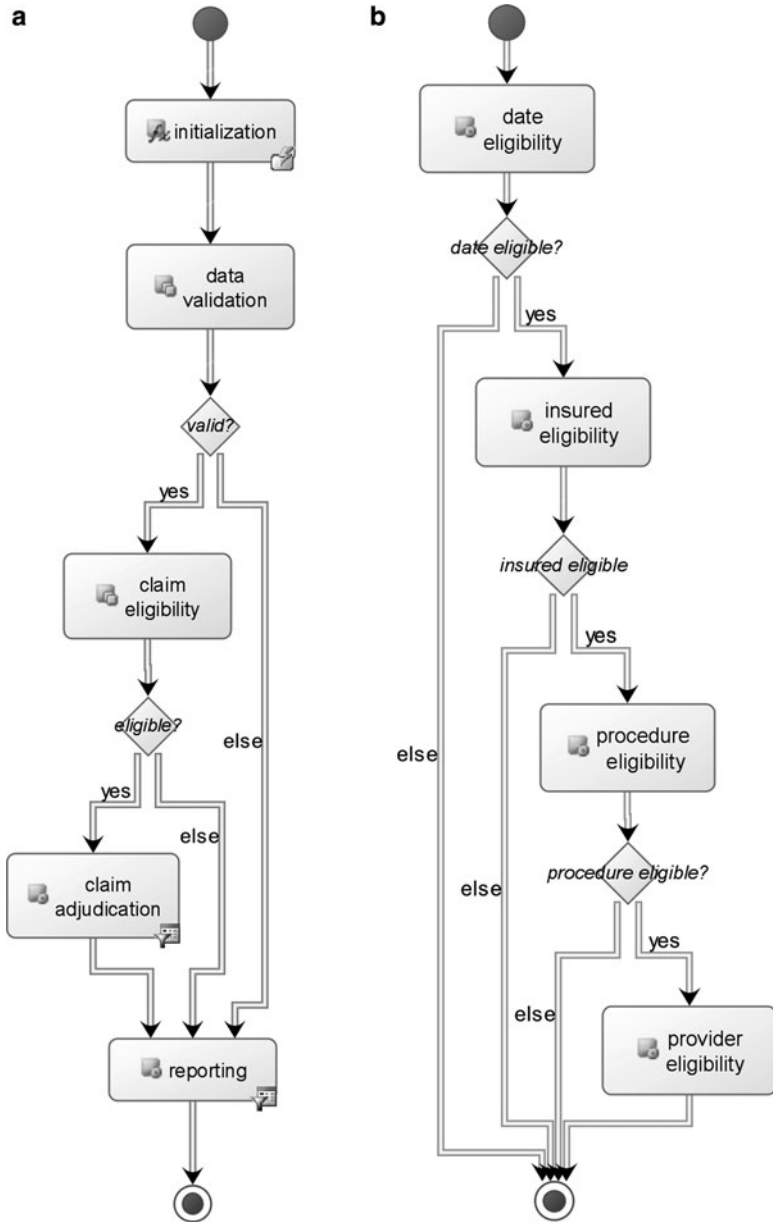 a
initialization
data
validation
valid?
yes
claim
eligibility
eligible?
else
yes
else
claim
adjudication
reporting
b
date
eligibility
date eligible?
yes
insured
eligibility
insured eligible
yes
procedure
eligibility
else
procedure eligible?
else
yes
else
provider
eligibility